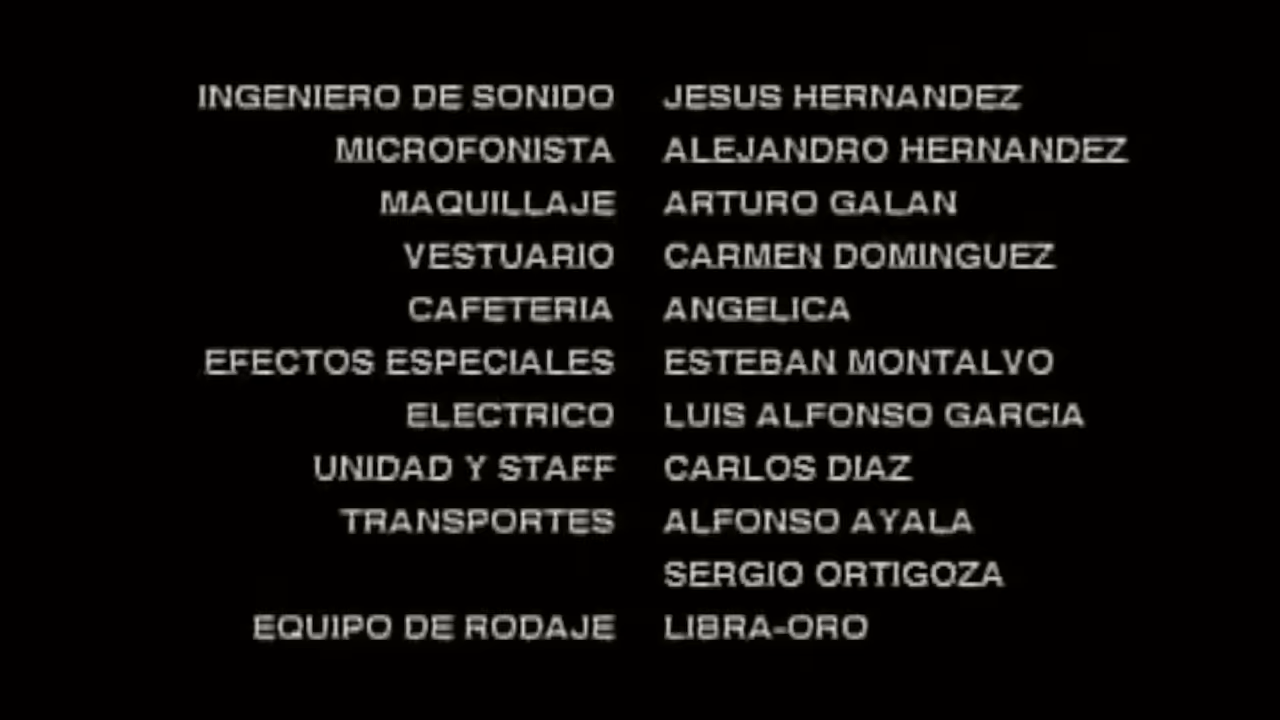 INGENIERO DE SONIDO JESUS HERNANDEZ
MICROFONISTA ALEJANDRO HERNANDEZ
MAQUILLAJE ARTURO GALAN
VESTUARIO CARMEN DOMINGUEZ
CAFETERIA ANGELICA
EFECTOS ESPECIALES ESTEBAN MONTALVO
ELECTRICO LUIS ALFONSO GARCIA
UNIDAD Y STAFF CARLOS DIAZ
TRANSPORTES ALFONSO AYALA
SERGIO ORTIGOZA
EQUIPO DE RODAJE LIBRA-ORO